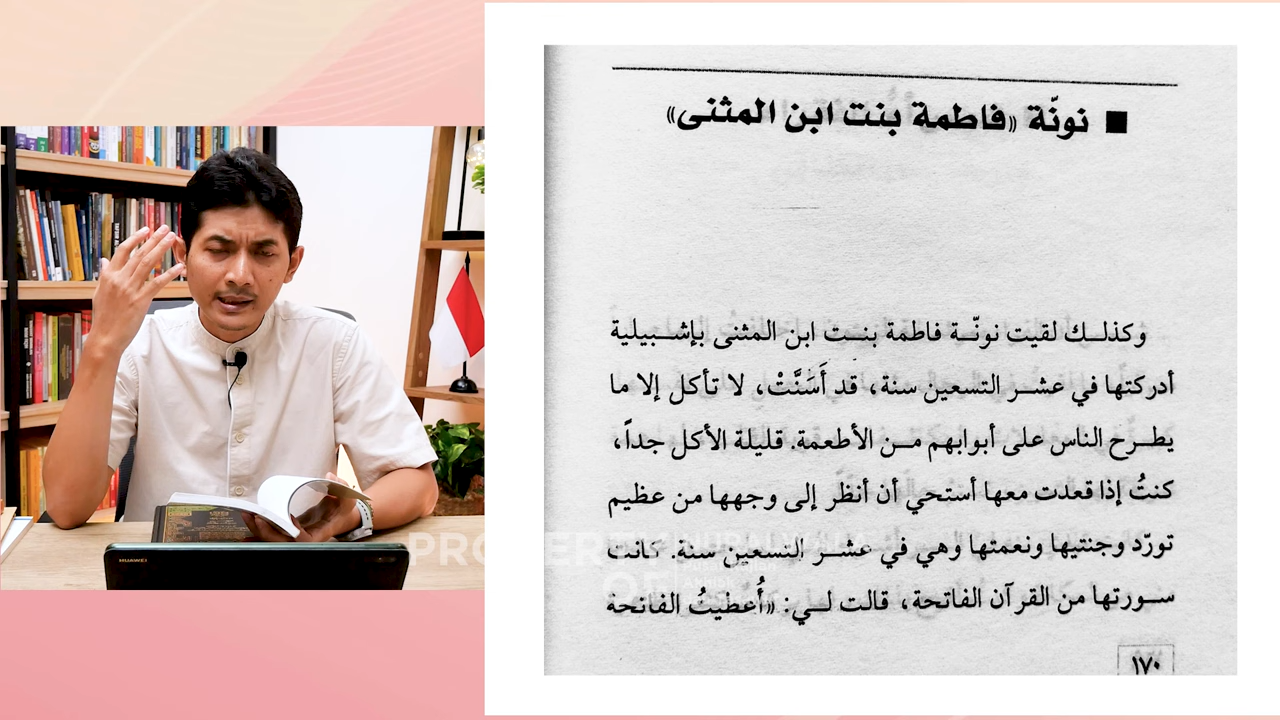 ■ نونّة «فاطمة بنت ابن المثنى»
وكذلك لقيت نونّة فاطمة بنت ابن المثنى بإشبيلية
أدركتها في عشر التسعين سنة، قد أَسَنَّتْ، لا تأكل إلا ما
يطرح الناس على أبوابهم من الأطعمة. قليلة الأكل جداً،
كنتُ إذا قعدت معها أستحي أن أنظر إلى وجهها من عظيم
تورّد وجنتيها ونعمتها وهي في عشر التسعين سنة. كانت
سورتها من القرآن الفاتحة، قالت لي: «أُعطيتُ الفاتحة
١٧٠
HUAWEI
OF